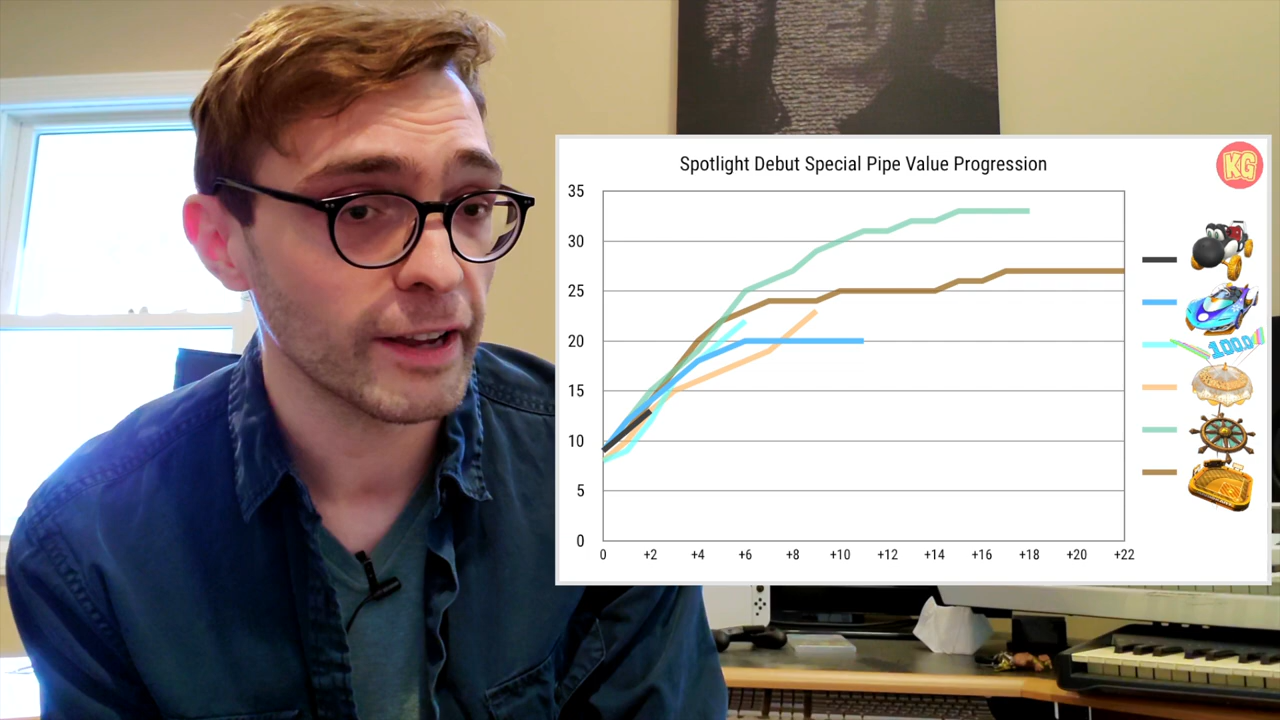 Spotlight Debut Special Pipe Value Progression
KG
35
30
25
20
15
10
5
0
0 +2 +4 +6 +8 +10 +12 +14 +16 +18 +20 +22